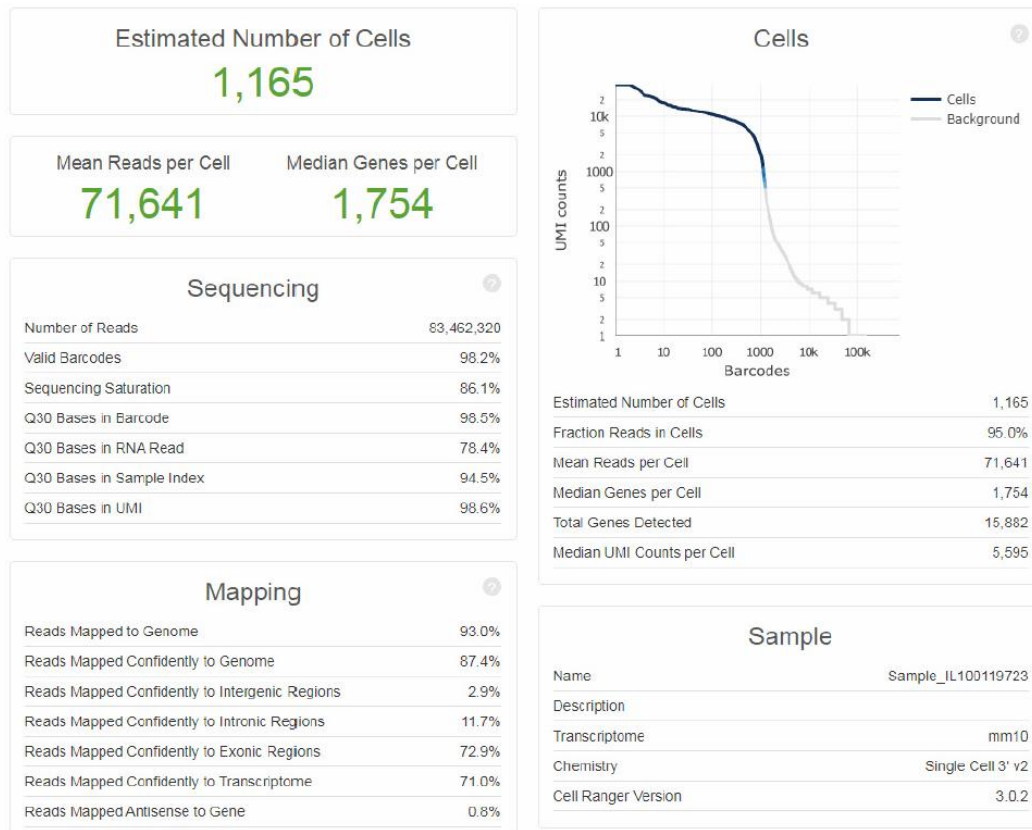 Estimated Number of Cells
1,165
Mean Reads per Cell Median Genes per Cell
71,641 1,754
Sequencing ?
Number of Reads 83,462,320
Valid Barcodes 98.2%
Sequencing Saturation 86.1%
Q30 Bases in Barcode 98.5%
Q30 Bases in RNA Read 78.4%
Q30 Bases in Sample Index 94.5%
Q30 Bases in UMI 98.6%
Mapping ?
Reads Mapped to Genome 93.0%
Reads Mapped Confidently to Genome 87.4%
Reads Mapped Confidently to Intergenic Regions 2.9%
Reads Mapped Confidently to Intronic Regions 11.7%
Reads Mapped Confidently to Exonic Regions 72.9%
Reads Mapped Confidently to Transcriptome 71.0%
Reads Mapped Antisense to Gene 0.8%
Cells ?
Cells
Background
UMI counts
2
10k
5
2
1000
5
2
100
5
2
10
5
2
1
1 10 100 1000 10k 100k
Barcodes
Estimated Number of Cells 1,165
Fraction Reads in Cells 95.0%
Mean Reads per Cell 71,641
Median Genes per Cell 1,754
Total Genes Detected 15,882
Median UMI Counts per Cell 5,595
Sample
Name Sample_IL100119723
Description
Transcriptome mm10
Chemistry Single Cell 3' v2
Cell Ranger Version 3.0.2